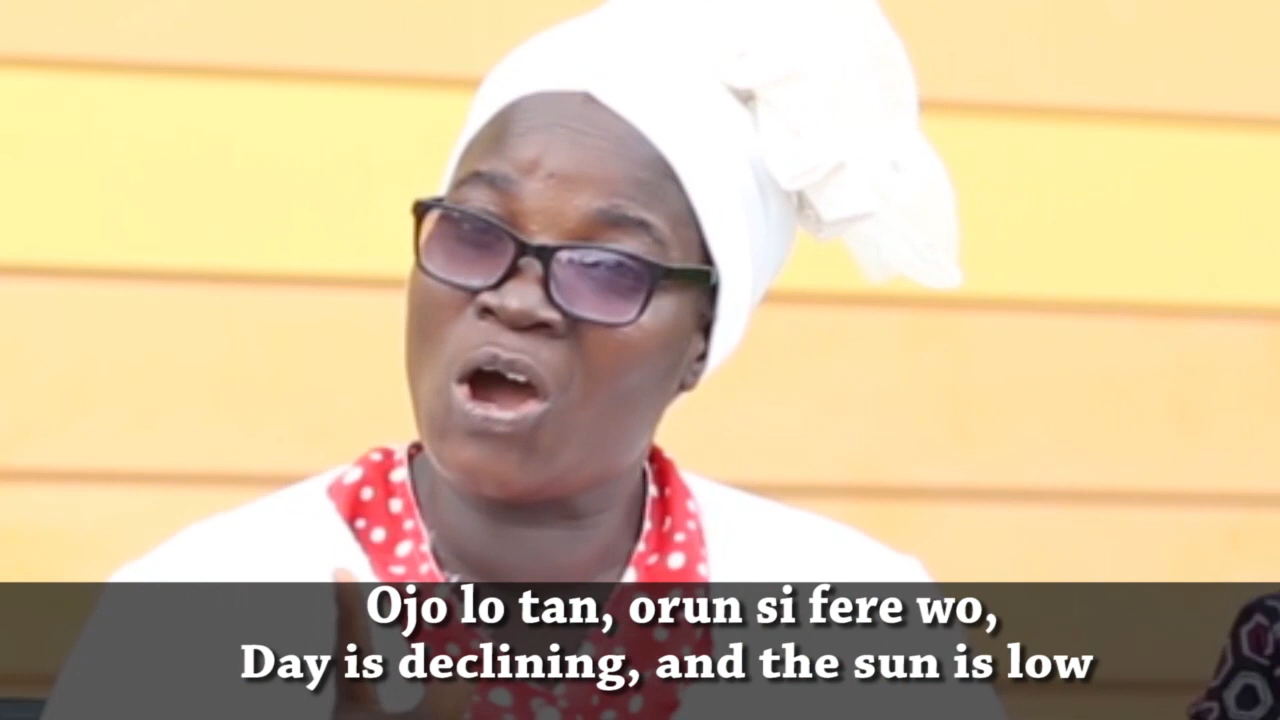 Ojo lo tan, orun si fere wo,
Day is declining, and the sun is low